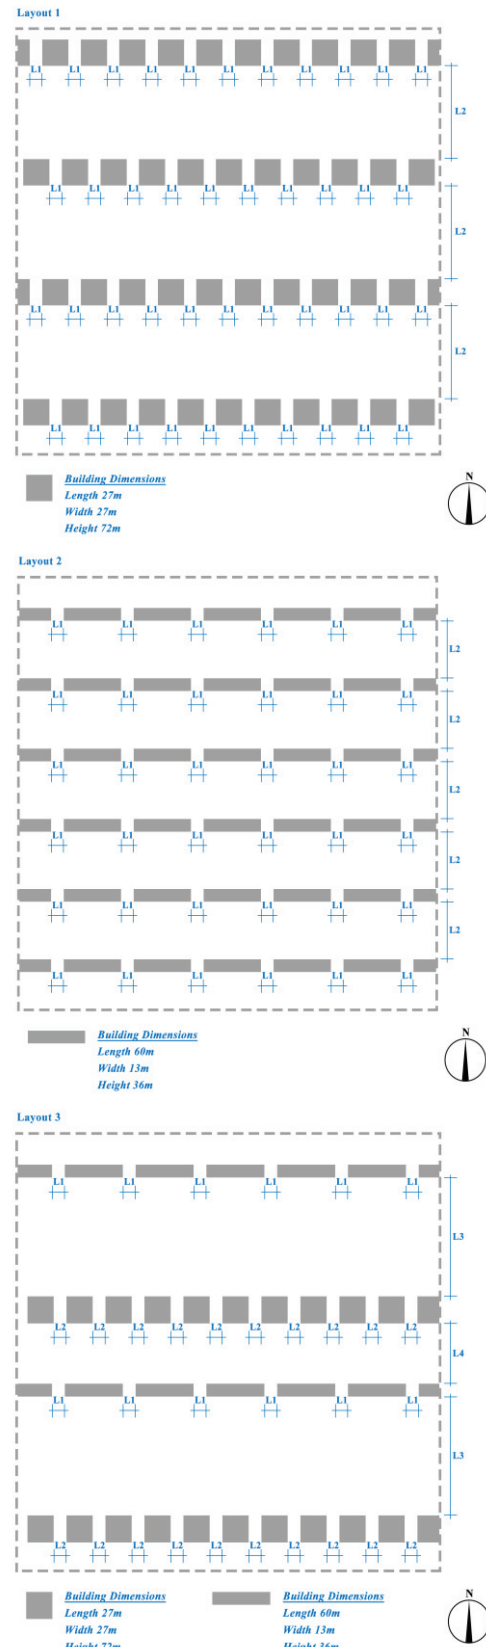 Layout 1
L1 L1 L1 L1 L1 L1 L1 L1 L1 L1 L1
L2
L1 L1 L1 L1 L1 L1 L1 L1 L1 L1
L2
L1 L1 L1 L1 L1 L1 L1 L1 L1 L1 L1
L2
L1 L1 L1 L1 L1 L1 L1 L1 L1 L1
Building Dimensions
Length 27m
Width 27m
Height 72m
N
Layout 2
L1 L1 L1 L1 L1 L1
L2
L1 L1 L1 L1 L1 L1
L2
L1 L1 L1 L1 L1 L1
L2
L1 L1 L1 L1 L1 L1
L2
L1 L1 L1 L1 L1 L1
L2
L1 L1 L1 L1 L1 L1
Building Dimensions
Length 60m
Width 13m
Height 36m
N
Layout 3
L1 L1 L1 L1 L1 L1
L3
L2 L2 L2 L2 L2 L2 L2 L2 L2 L2
L4
L1 L1 L1 L1 L1 L1
L3
L2 L2 L2 L2 L2 L2 L2 L2 L2 L2
Building Dimensions
Length 27m
Width 27m
Height 72m
Building Dimensions
Length 60m
Width 13m
Height 36m
N